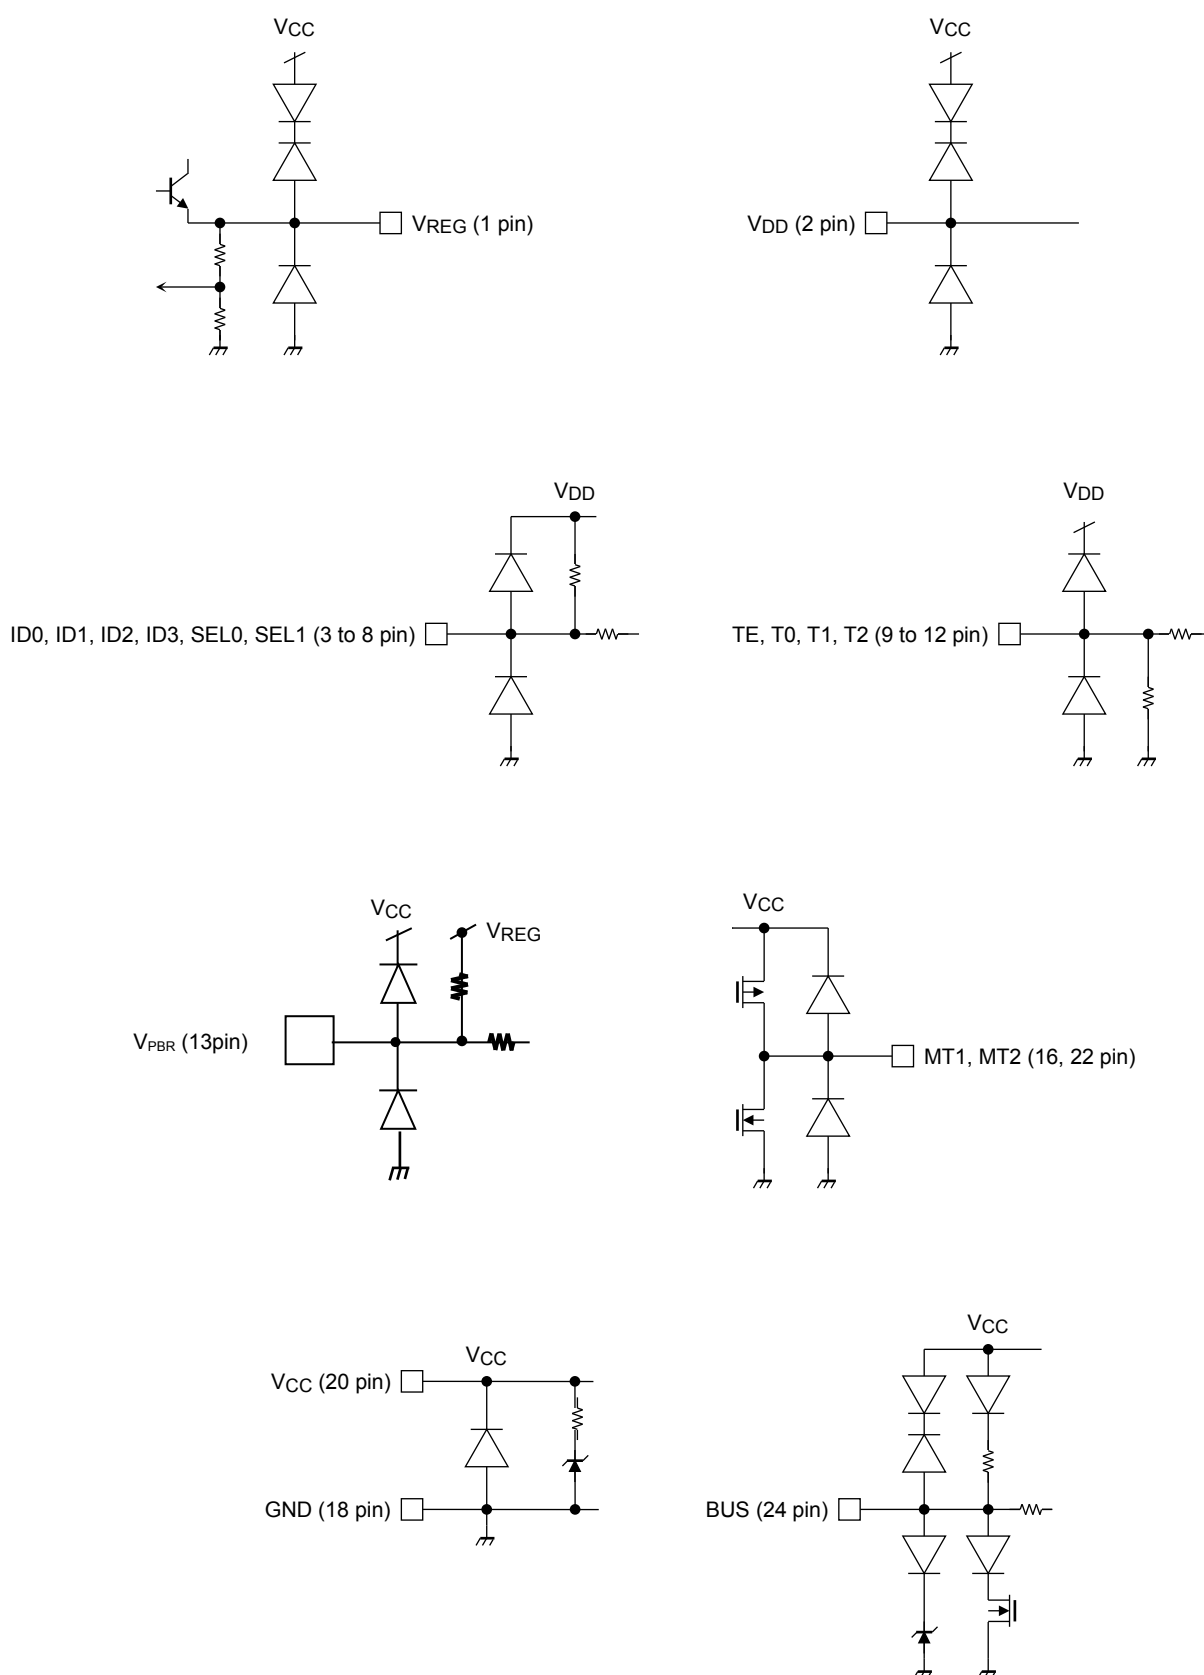 VCC
VCC
VREG (1 pin)
VDD (2 pin)
VDD
VDD
ID0, ID1, ID2, ID3, SEL0, SEL1 (3 to 8 pin)
TE, T0, T1, T2 (9 to 12 pin)
VCC
VREG
VCC
VPBR (13pin)
MT1, MT2 (16, 22 pin)
VCC
VCC
VCC (20 pin)
GND (18 pin)
BUS (24 pin)